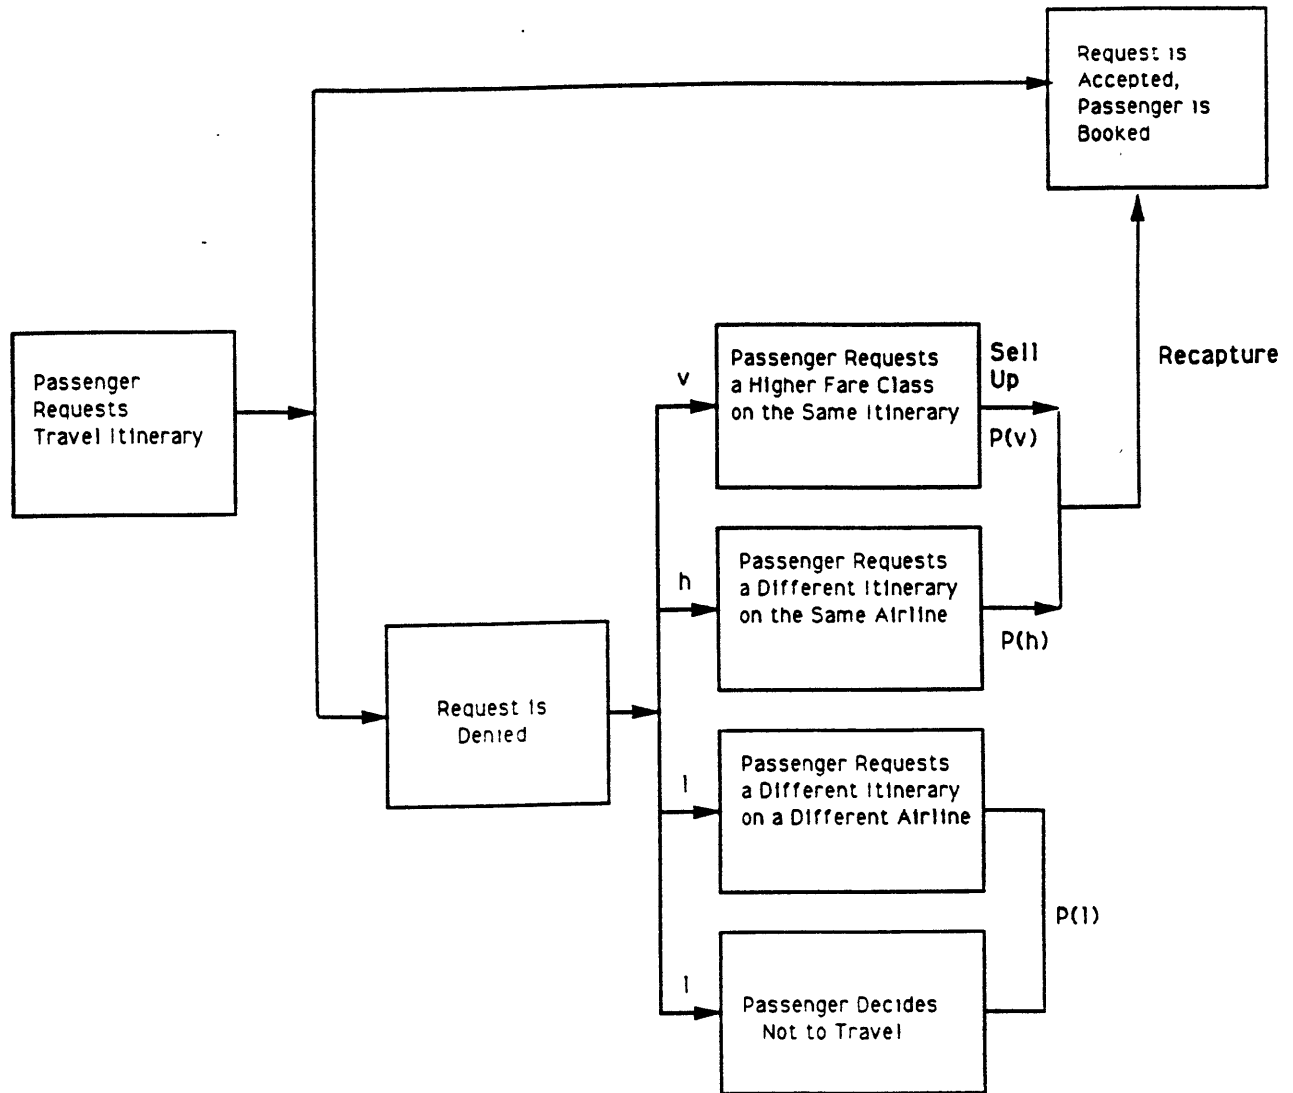 Request is
Accepted,
Passenger is
Booked
Passenger
Requests
Travel Itinerary
v
Passenger Requests
a Higher Fare Class
on the Same Itinerary
Sell
Up
P(v)
Recapture
h
Passenger Requests
a Different Itinerary
on the Same Airline
P(h)
Request is
Denied
l
Passenger Requests
a Different Itinerary
on a Different Airline
P(l)
l
Passenger Decides
Not to Travel